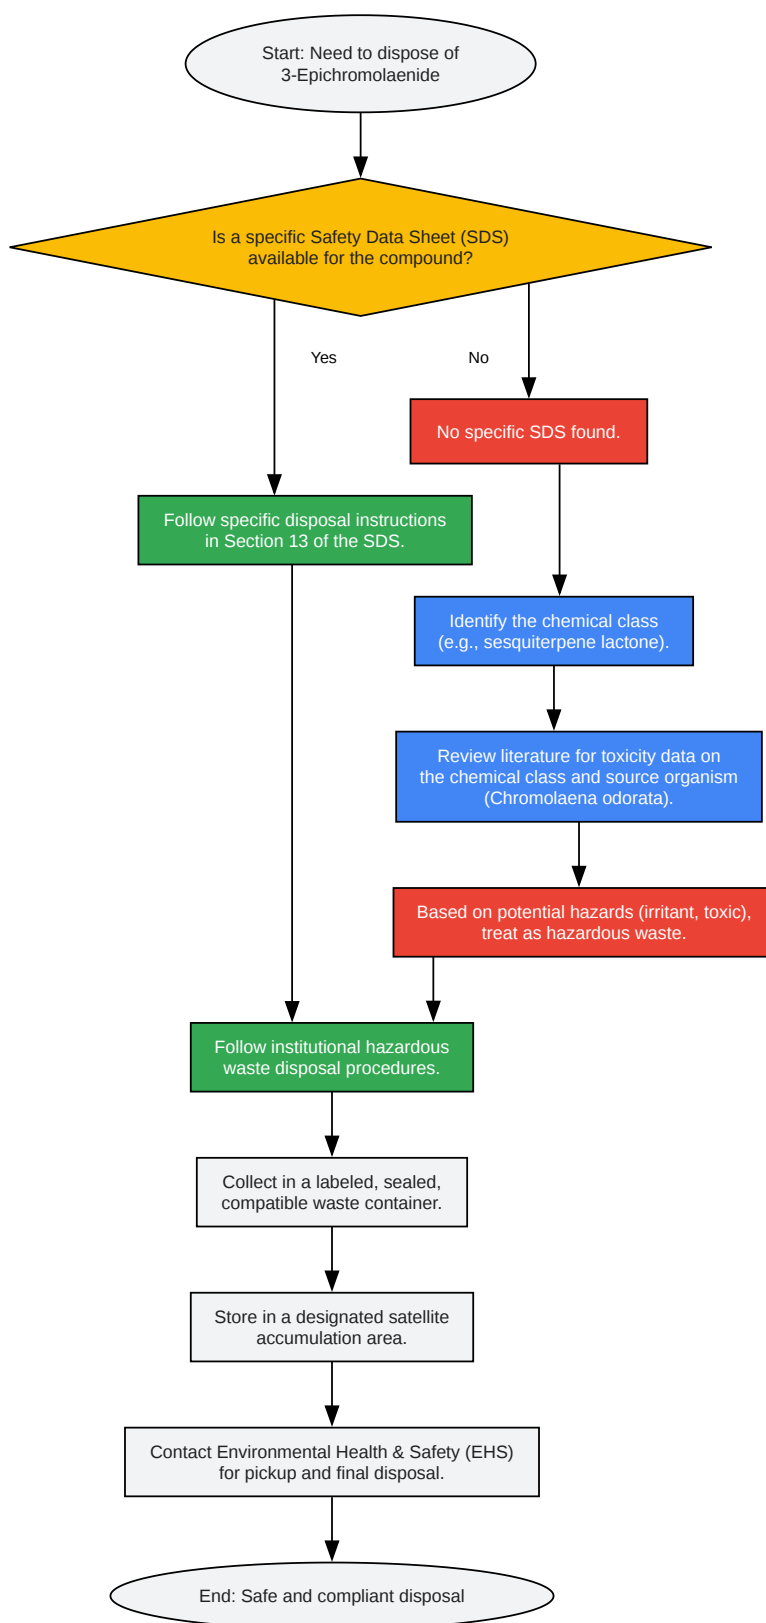 Start: Need to dispose of
3-Epichromolaenide
Is a specific Safety Data Sheet (SDS)
available for the compound?
Yes
No
No specific SDS found.
Follow specific disposal instructions
in Section 13 of the SDS.
Identify the chemical class
(e.g., sesquiterpene lactone).
Review literature for toxicity data on
the chemical class and source organism
(Chromolaena odorata).
Based on potential hazards (irritant, toxic),
treat as hazardous waste.
Follow institutional hazardous
waste disposal procedures.
Collect in a labeled, sealed,
compatible waste container.
Store in a designated satellite
accumulation area.
Contact Environmental Health & Safety (EHS)
for pickup and final disposal.
End: Safe and compliant disposal